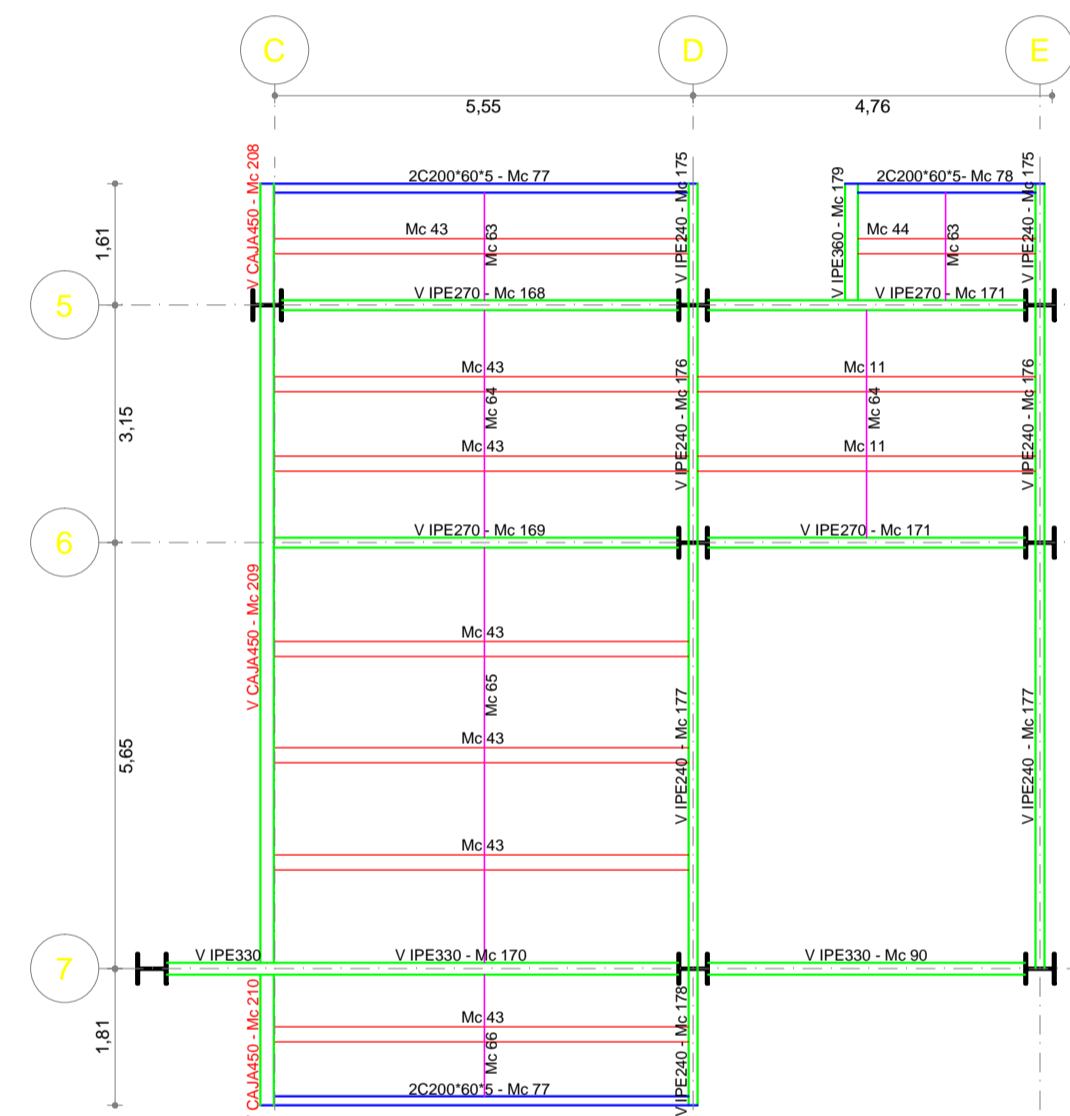 C
D
E
5,55
4,76
V CAJA450 - Mc 208
2C200*60*5 - Mc 77
V IPE240 - Mc 175
V IPE360 - Mc 179
2C200*60*5- Mc 78
V IPE240 - Mc 175
1,61
Mc 43
Mc 63
Mc 44
Mc 63
5
V IPE270 - Mc 168
V IPE270 - Mc 171
3,15
Mc 43
Mc 64
V IPE240 - Mc 176
Mc 11
Mc 64
V IPE240 - Mc 176
Mc 43
Mc 11
6
V IPE270 - Mc 169
V IPE270 - Mc 171
V CAJA450 - Mc 209
5,65
Mc 43
Mc 65
V IPE240 - Mc 177
V IPE240 - Mc 177
Mc 43
Mc 43
7
V IPE330
V IPE330 - Mc 170
V IPE330 - Mc 90
1,81
CAJA450 - Mc 210
Mc 43
Mc 66
V IPE240 - Mc 178
2C200*60*5 - Mc 77